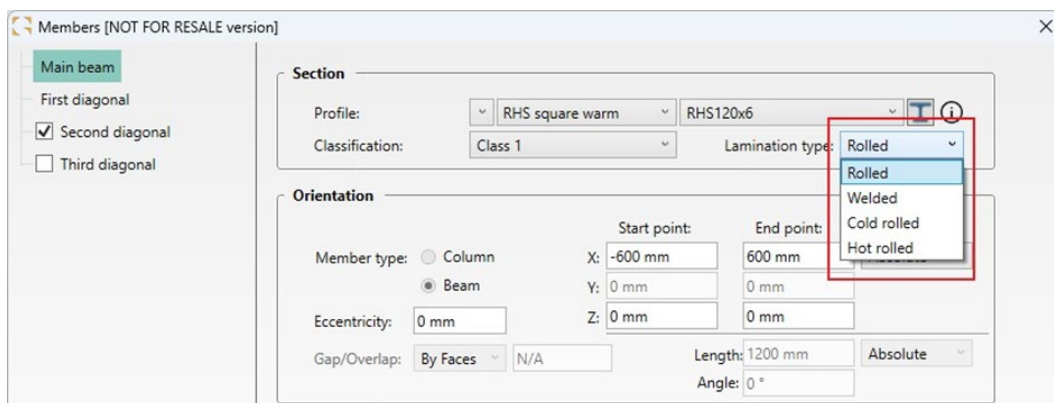 Members [NOT FOR RESALE version]
Main beam
First diagonal
Second diagonal
Third diagonal
Section
Profile: RHS square warm RHS120x6
Classification: Class 1 Lamination type: Rolled
Rolled
Welded
Cold rolled
Hot rolled
Orientation
Start point: End point:
Member type: Column X: -600 mm 600 mm
Beam Y: 0 mm 0 mm
Eccentricity: 0 mm Z: 0 mm 0 mm
Gap/Overlap: By Faces N/A Length: 1200 mm Absolute
Angle: 0 °